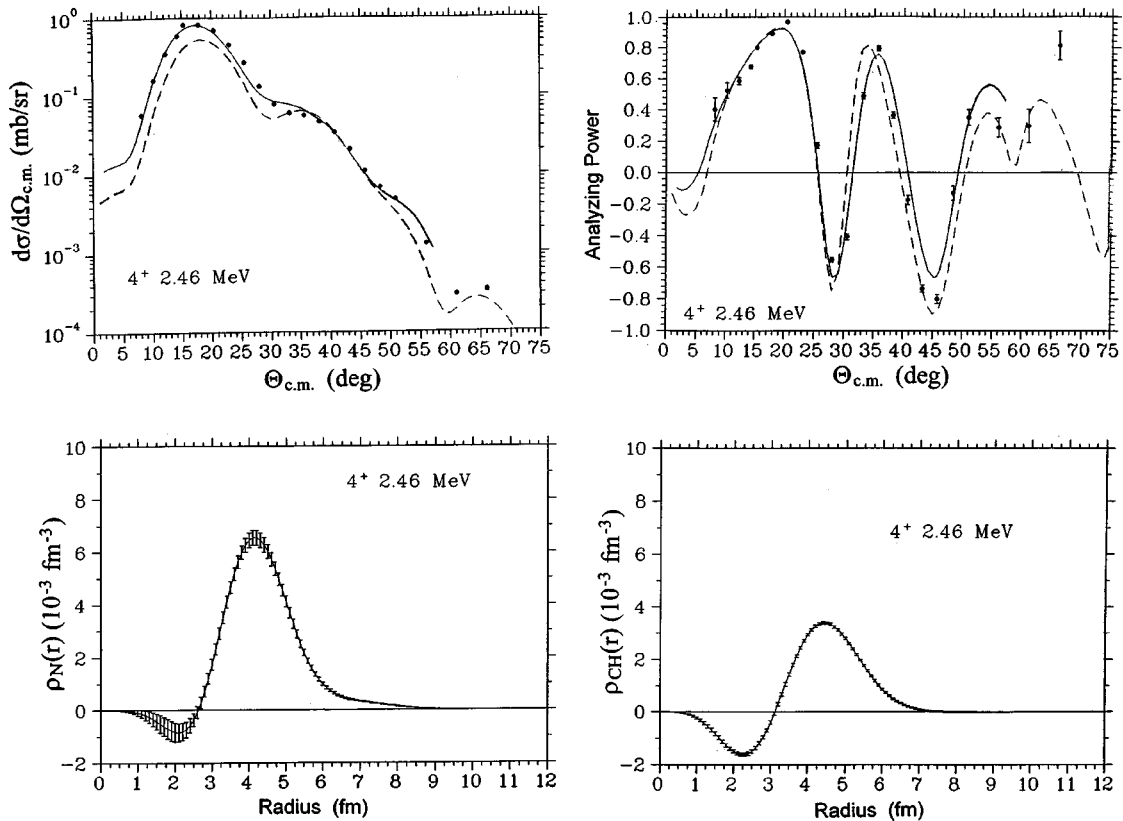 dσ/dΩc.m. (mb/sr)
10⁰
10⁻¹
10⁻²
10⁻³
10⁻⁴
4⁺ 2.46 MeV
0 5 10 15 20 25 30 35 40 45 50 55 60 65 70 75
Θc.m. (deg)
Analyzing Power
1.0
0.8
0.6
0.4
0.2
0.0
−0.2
−0.4
−0.6
−0.8
−1.0
4⁺ 2.46 MeV
0 5 10 15 20 25 30 35 40 45 50 55 60 65 70 75
Θc.m. (deg)
ρN(r) (10⁻³ fm⁻³)
10
8
6
4
2
0
−2
4⁺ 2.46 MeV
0 1 2 3 4 5 6 7 8 9 10 11 12
Radius (fm)
ρCH(r) (10⁻³ fm⁻³)
10
8
6
4
2
0
−2
4⁺ 2.46 MeV
0 1 2 3 4 5 6 7 8 9 10 11 12
Radius (fm)